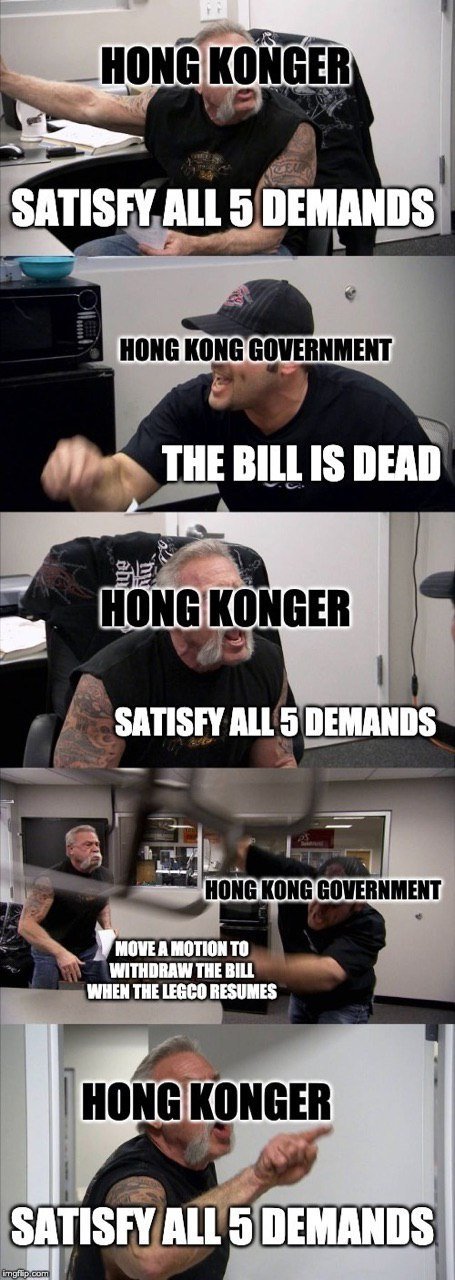 HONG KONGER
SATISFY ALL 5 DEMANDS
HONG KONG GOVERNMENT
THE BILL IS DEAD
HONG KONGER
SATISFY ALL 5 DEMANDS
HONG KONG GOVERNMENT
MOVE A MOTION TO
WITHDRAW THE BILL
WHEN THE LEGCO RESUMES
HONG KONGER
SATISFY ALL 5 DEMANDS
imgflip.com